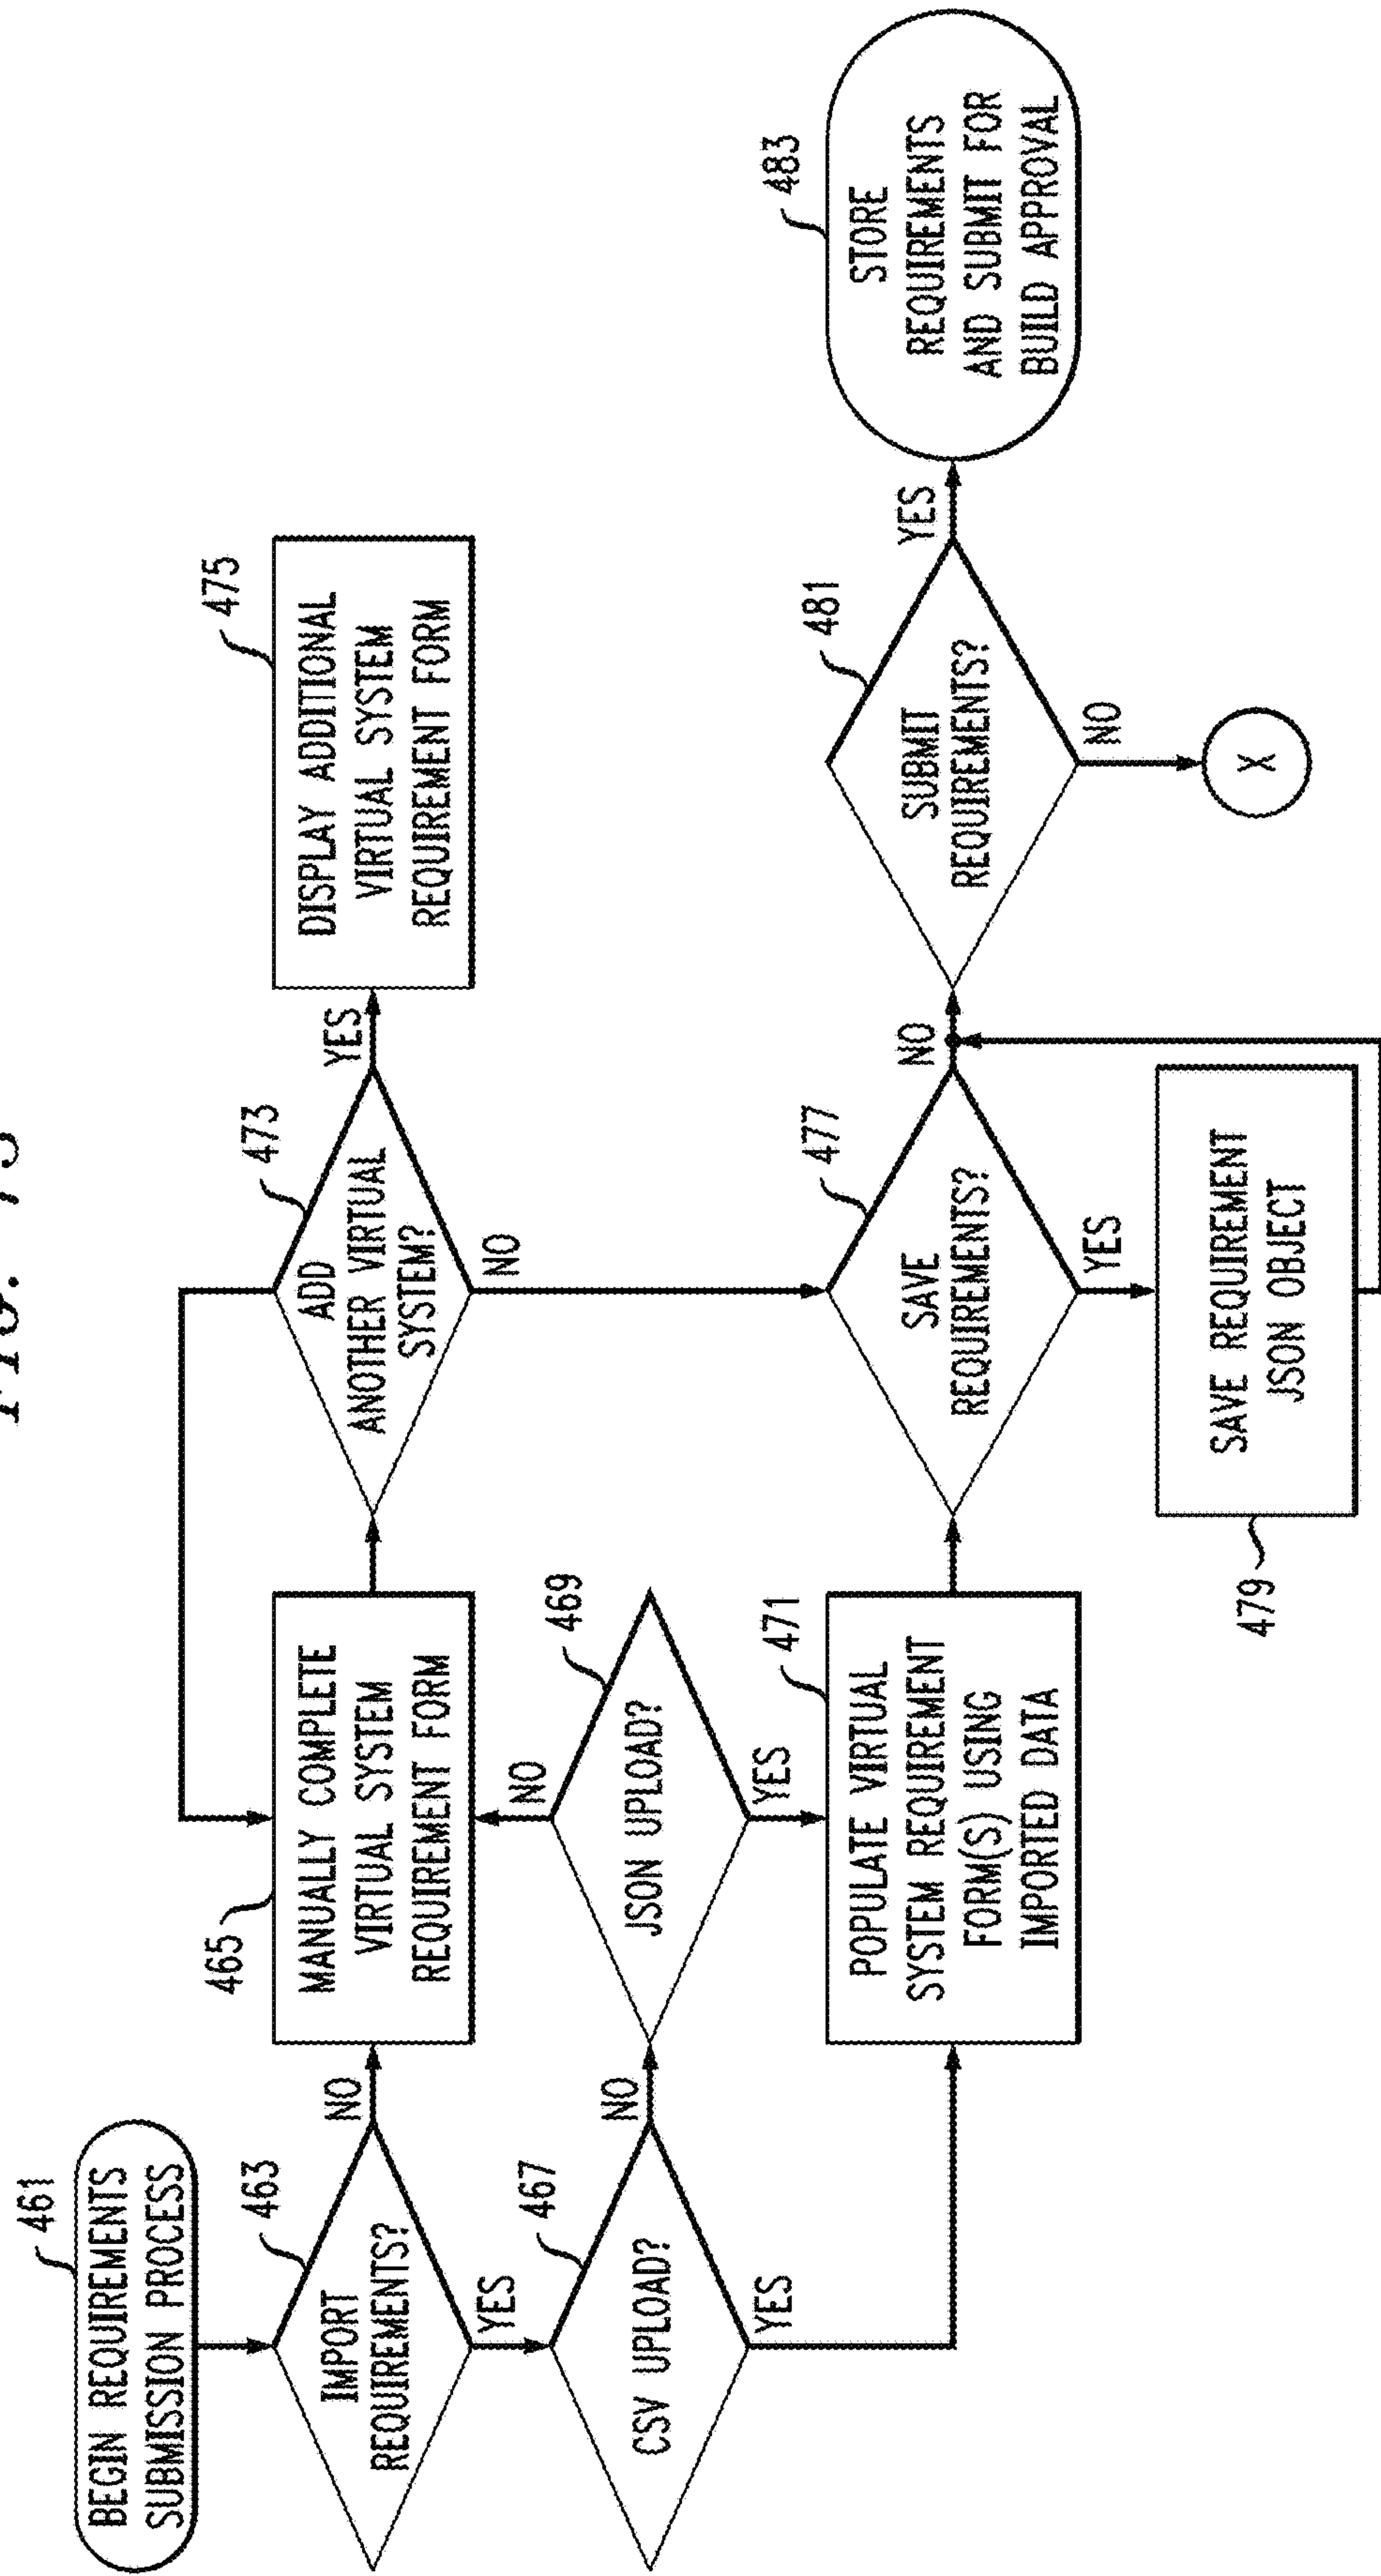 461
BEGIN REQUIREMENTS
SUBMISSION PROCESS
463
IMPORT
REQUIREMENTS?
NO
YES
465
MANUALLY COMPLETE
VIRTUAL SYSTEM
REQUIREMENT FORM
473
ADD
ANOTHER VIRTUAL
SYSTEM?
YES
NO
475
DISPLAY ADDITIONAL
VIRTUAL SYSTEM
REQUIREMENT FORM
467
CSV UPLOAD?
NO
YES
469
JSON UPLOAD?
NO
YES
471
POPULATE VIRTUAL
SYSTEM REQUIREMENT
FORM(S) USING
IMPORTED DATA
477
SAVE
REQUIREMENTS?
NO
YES
479
SAVE REQUIREMENT
JSON OBJECT
481
SUBMIT
REQUIREMENTS?
YES
NO
X
483
STORE
REQUIREMENTS
AND SUBMIT FOR
BUILD APPROVAL